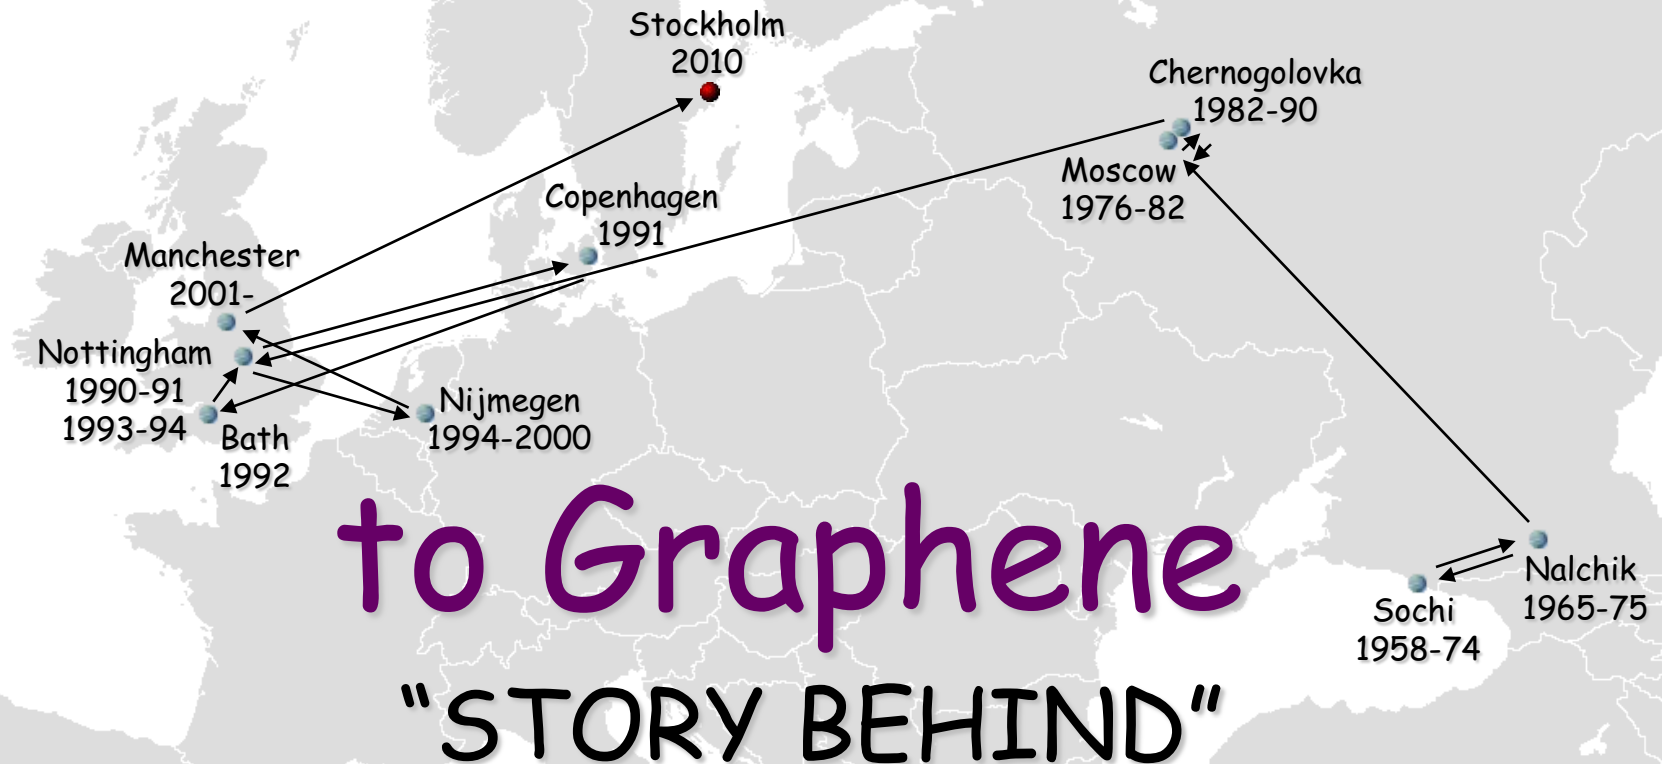 Stockholm
2010
Chernogolovka
1982-90
Moscow
1976-82
Copenhagen
1991
Manchester
2001-
Nottingham
1990-91
1993-94
Bath
1992
Nijmegen
1994-2000
to Graphene
Nalchik
1965-75
Sochi
1958-74
“STORY BEHIND”